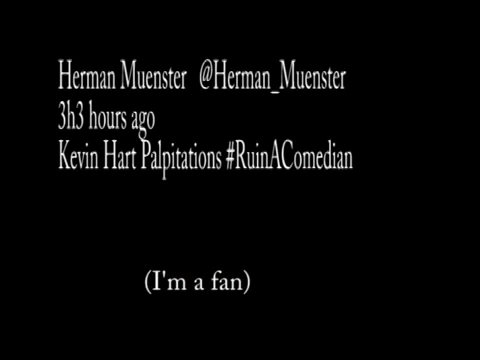 Herman Muenster @Herman_Muenster
3h3 hours ago
Kevin Hart Palpitations #RuinAComedian
(I'm a fan)